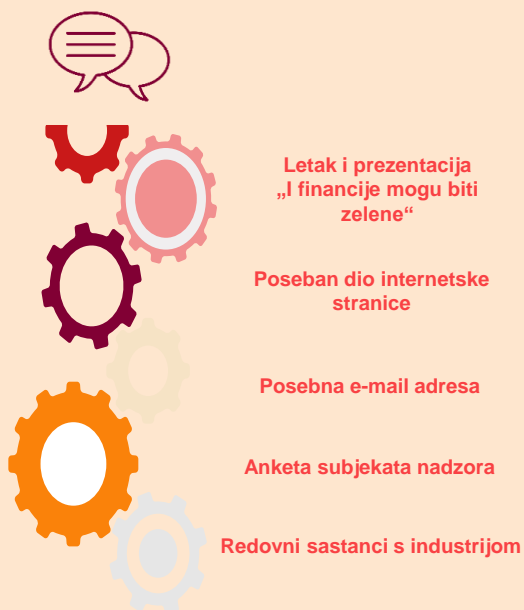 Letak i prezentacija
„I financije mogu biti
zelene“
Poseban dio internetske
stranice
Posebna e-mail adresa
Anketa subjekata nadzora
Redovni sastanci s industrijom